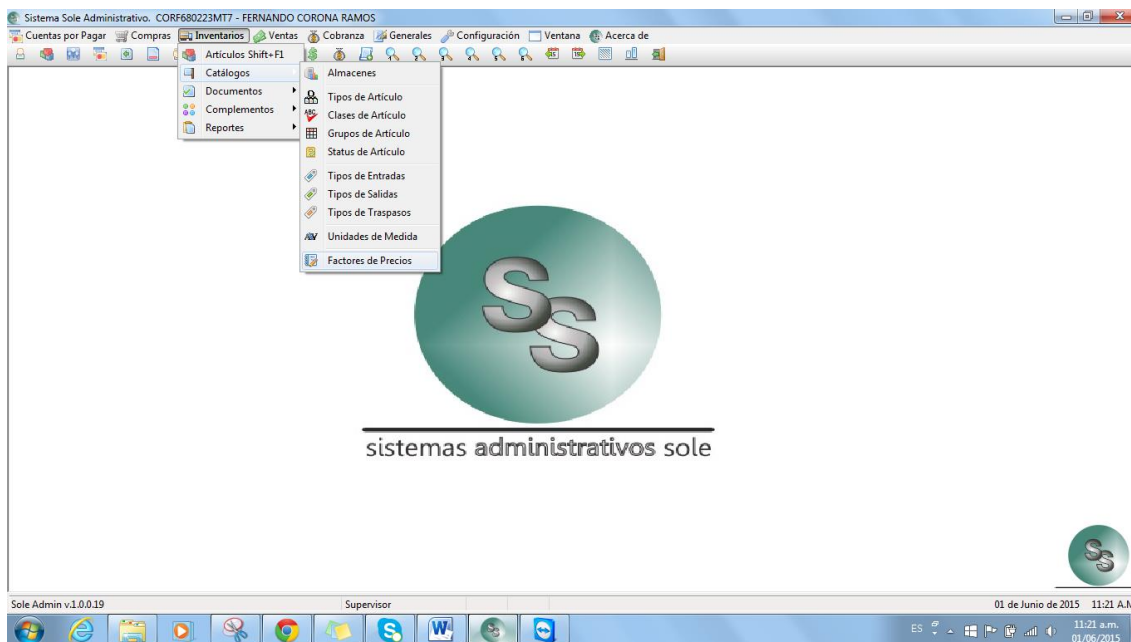 Sistema Sole Administrativo. CORF680223MT7 - FERNANDO CORONA RAMOS
Cuentas por Pagar Compras Inventarios Ventas Cobranza Generales Configuración Ventana Acerca de
Artículos Shift+F1
Catálogos
Documentos
Complementos
Reportes
Almacenes
Tipos de Artículo
Clases de Artículo
Grupos de Artículo
Status de Artículo
Tipos de Entradas
Tipos de Salidas
Tipos de Traspasos
Unidades de Medida
Factores de Precios
SS
sistemas administrativos sole
SS
Sole Admin v.1.0.0.19 Supervisor 01 de Junio de 2015 11:21 A.M
ES 11:21 a.m.
01/06/2015